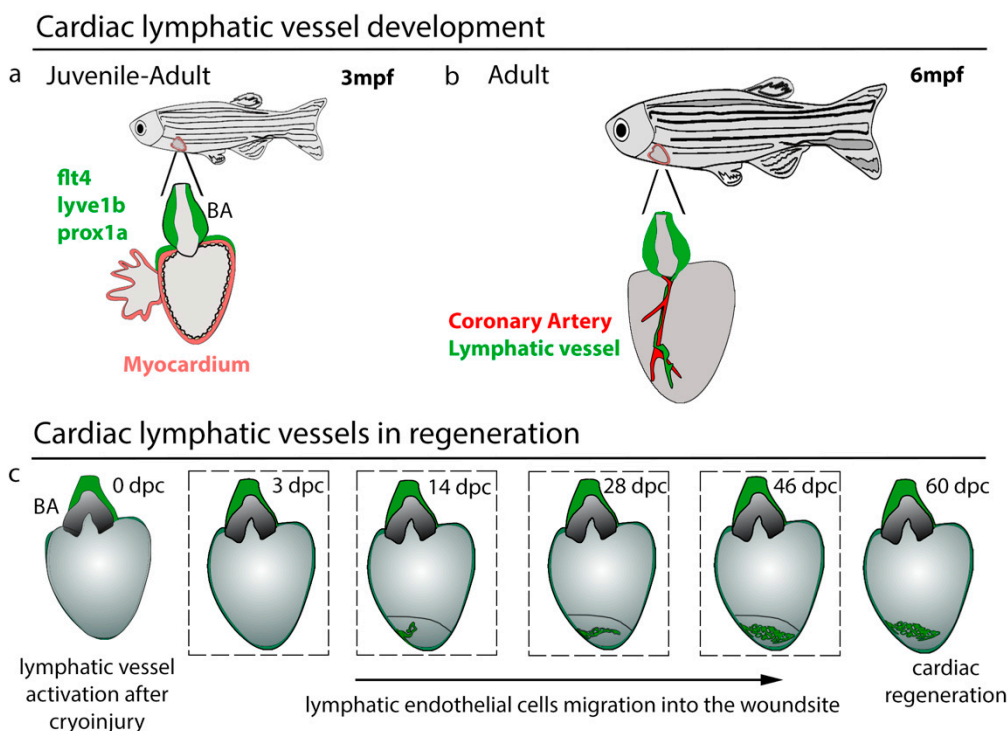 Cardiac lymphatic vessel development
a
Juvenile-Adult
3mpf
b
Adult
6mpf
flt4
lyve1b
prox1a
BA
Myocardium
Coronary Artery
Lymphatic vessel
Cardiac lymphatic vessels in regeneration
c
BA
0 dpc
3 dpc
14 dpc
28 dpc
46 dpc
60 dpc
lymphatic vessel
activation after
cryoinjury
lymphatic endothelial cells migration into the woundsite
cardiac
regeneration